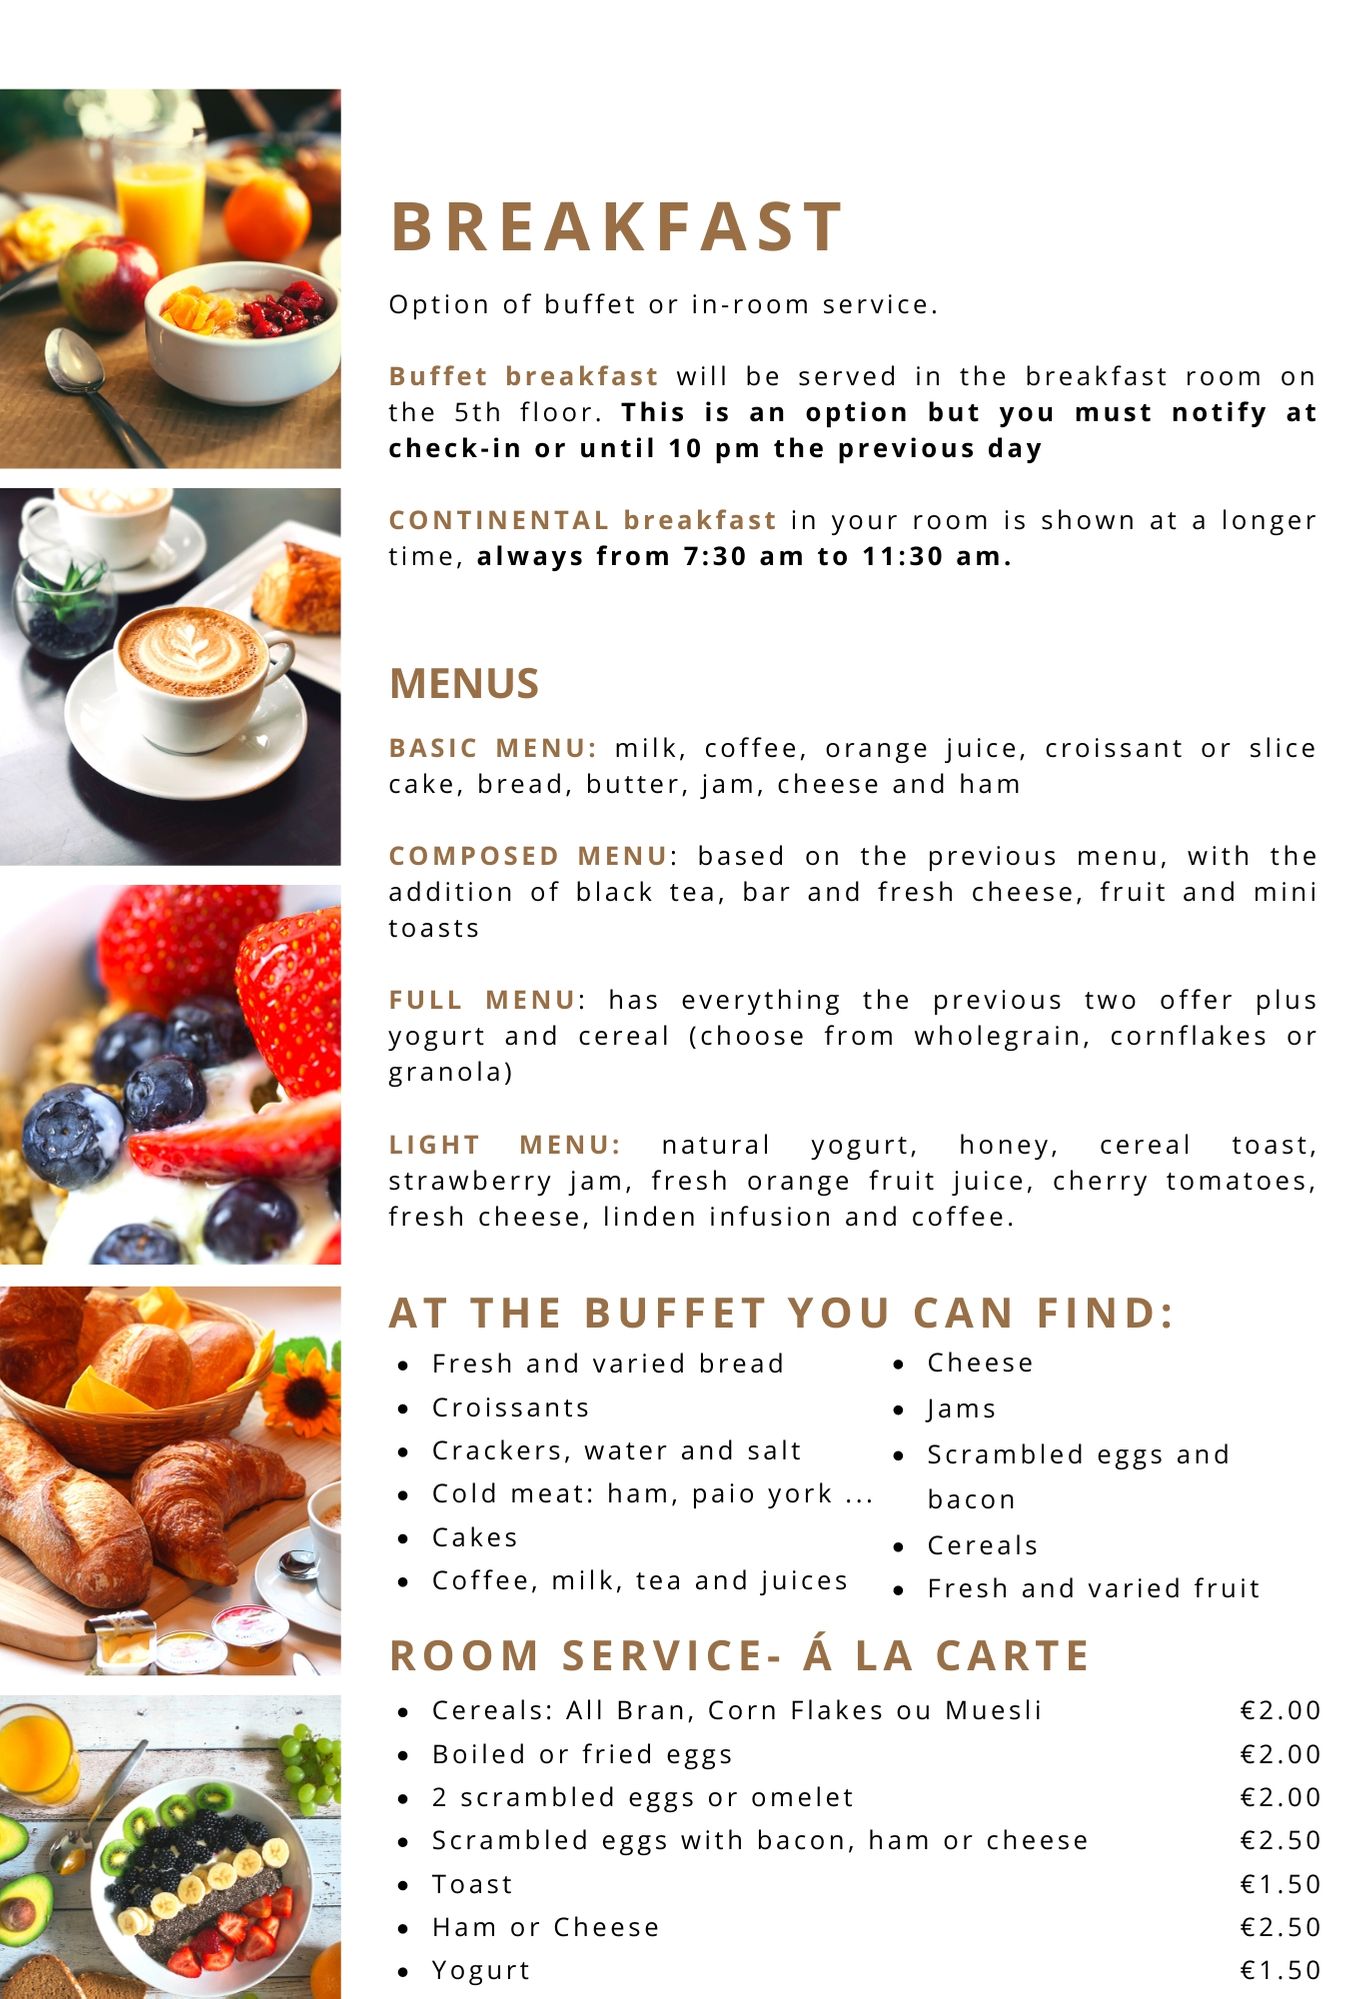 BREAKFAST
Option of buffet or in-room service.
Buffet breakfast will be served in the breakfast room on
the 5th floor. This is an option but you must notify at
check-in or until 10 pm the previous day
CONTINENTAL breakfast in your room is shown at a longer
time, always from 7:30 am to 11:30 am.
MENUS
BASIC MENU: milk, coffee, orange juice, croissant or slice
cake, bread, butter, jam, cheese and ham
COMPOSED MENU: based on the previous menu, with the
addition of black tea, bar and fresh cheese, fruit and mini
toasts
FULL MENU: has everything the previous two offer plus
yogurt and cereal (choose from wholegrain, cornflakes or
granola)
LIGHT MENU: natural yogurt, honey, cereal toast,
strawberry jam, fresh orange fruit juice, cherry tomatoes,
fresh cheese, linden infusion and coffee.
AT THE BUFFET YOU CAN FIND:
• Fresh and varied bread
• Croissants
• Crackers, water and salt
• Cold meat: ham, paio york ...
• Cakes
• Coffee, milk, tea and juices
• Cheese
• Jams
• Scrambled eggs and
bacon
• Cereals
• Fresh and varied fruit
ROOM SERVICE- Á LA CARTE
• Cereals: All Bran, Corn Flakes ou Muesli €2.00
• Boiled or fried eggs €2.00
• 2 scrambled eggs or omelet €2.00
• Scrambled eggs with bacon, ham or cheese €2.50
• Toast €1.50
• Ham or Cheese €2.50
• Yogurt €1.50